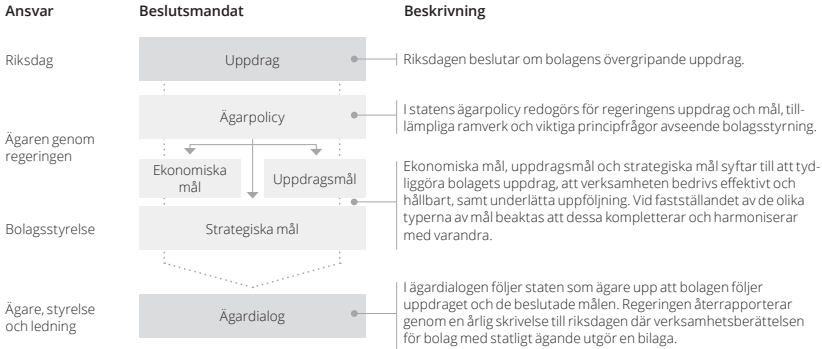 Ansvar Beslutsmandat Beskrivning
Riksdag
Uppdrag
Riksdagen beslutar om bolagens övergripande uppdrag.
Ägaren genom
regeringen
Ägarpolicy
I statens ägarpolicy redogörs för regeringens uppdrag och mål, till-
lämpliga ramverk och viktiga principfrågor avseende bolagsstyrning.
Ekonomiska
mål
Uppdragsmål
Ekonomiska mål, uppdragsmål och strategiska mål syftar till att tyd-
liggöra bolagets uppdrag, att verksamheten bedrivs effektivt och
hållbart, samt underlätta uppföljning. Vid fastställandet av de olika
typerna av mål beaktas att dessa kompletterar och harmoniserar
med varandra.
Bolagsstyrelse
Strategiska mål
Ägare, styrelse
och ledning
Ägardialog
I ägardialogen följer staten som ägare upp att bolagen följer
uppdraget och de beslutade målen. Regeringen återrapporterar
genom en årlig skrivelse till riksdagen där verksamhetsberättelsen
för bolag med statligt ägande utgör en bilaga.